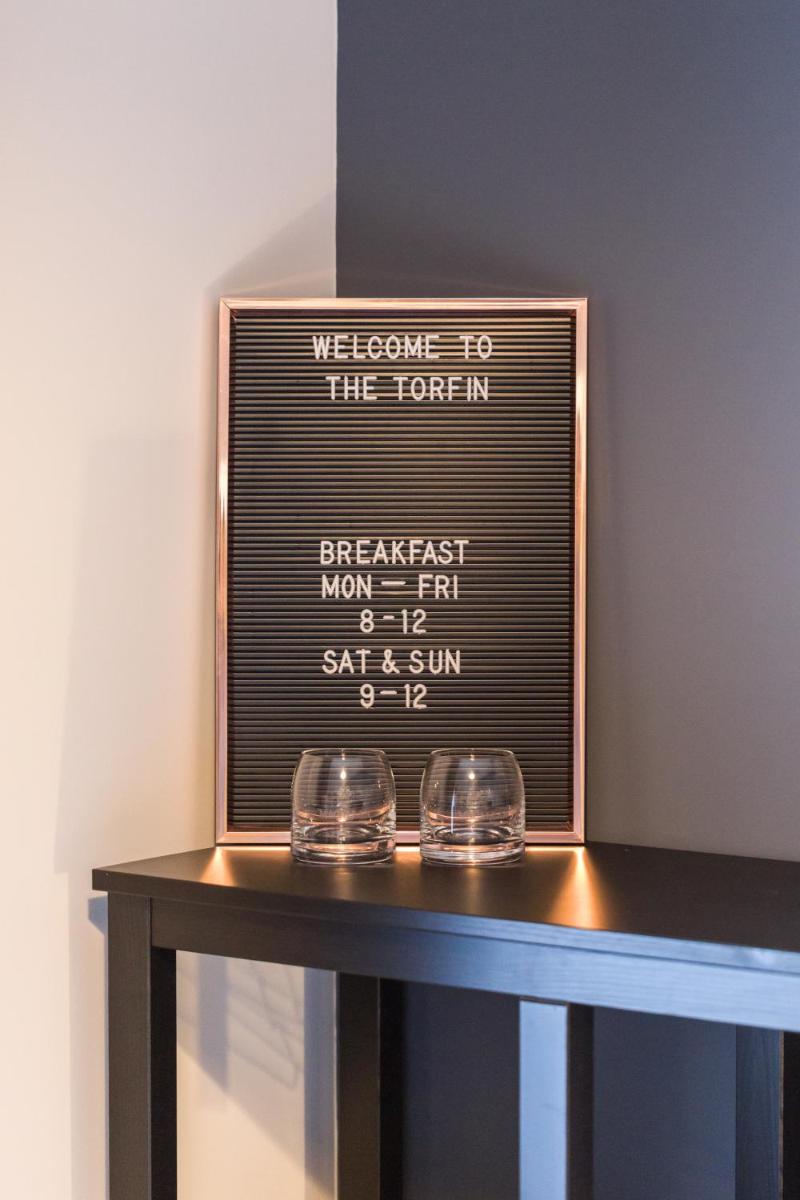 WELCOME TO
THE TORFIN
BREAKFAST
MON — FRI
8-12
SAT & SUN
9-12